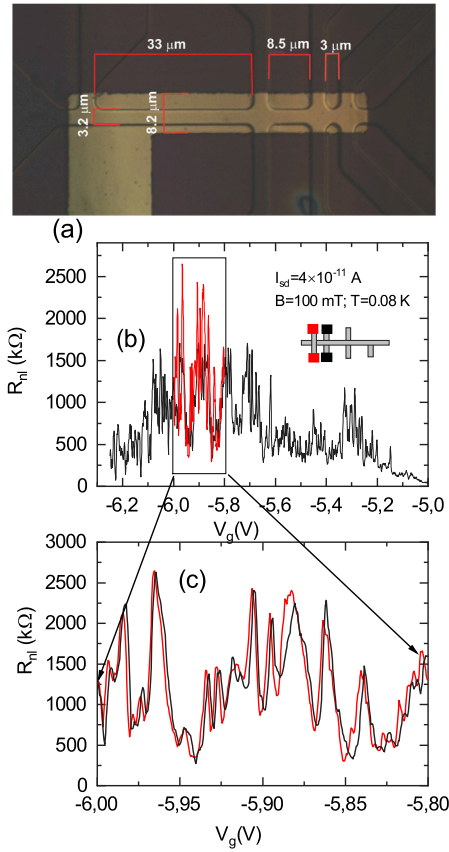 33 μm
8.5 μm
3 μm
3.2 μm
8.2 μm
(a)
I_sd=4×10⁻¹¹ A
B=100 mT; T=0.08 K
(b)
R_nl (kΩ)
2500
2000
1500
1000
500
0
-6,2 -6,0 -5,8 -5,6 -5,4 -5,2 -5,0
V_g(V)
(c)
R_nl (kΩ)
3000
2500
2000
1500
1000
500
0
-6,00 -5,95 -5,90 -5,85 -5,80
V_g(V)